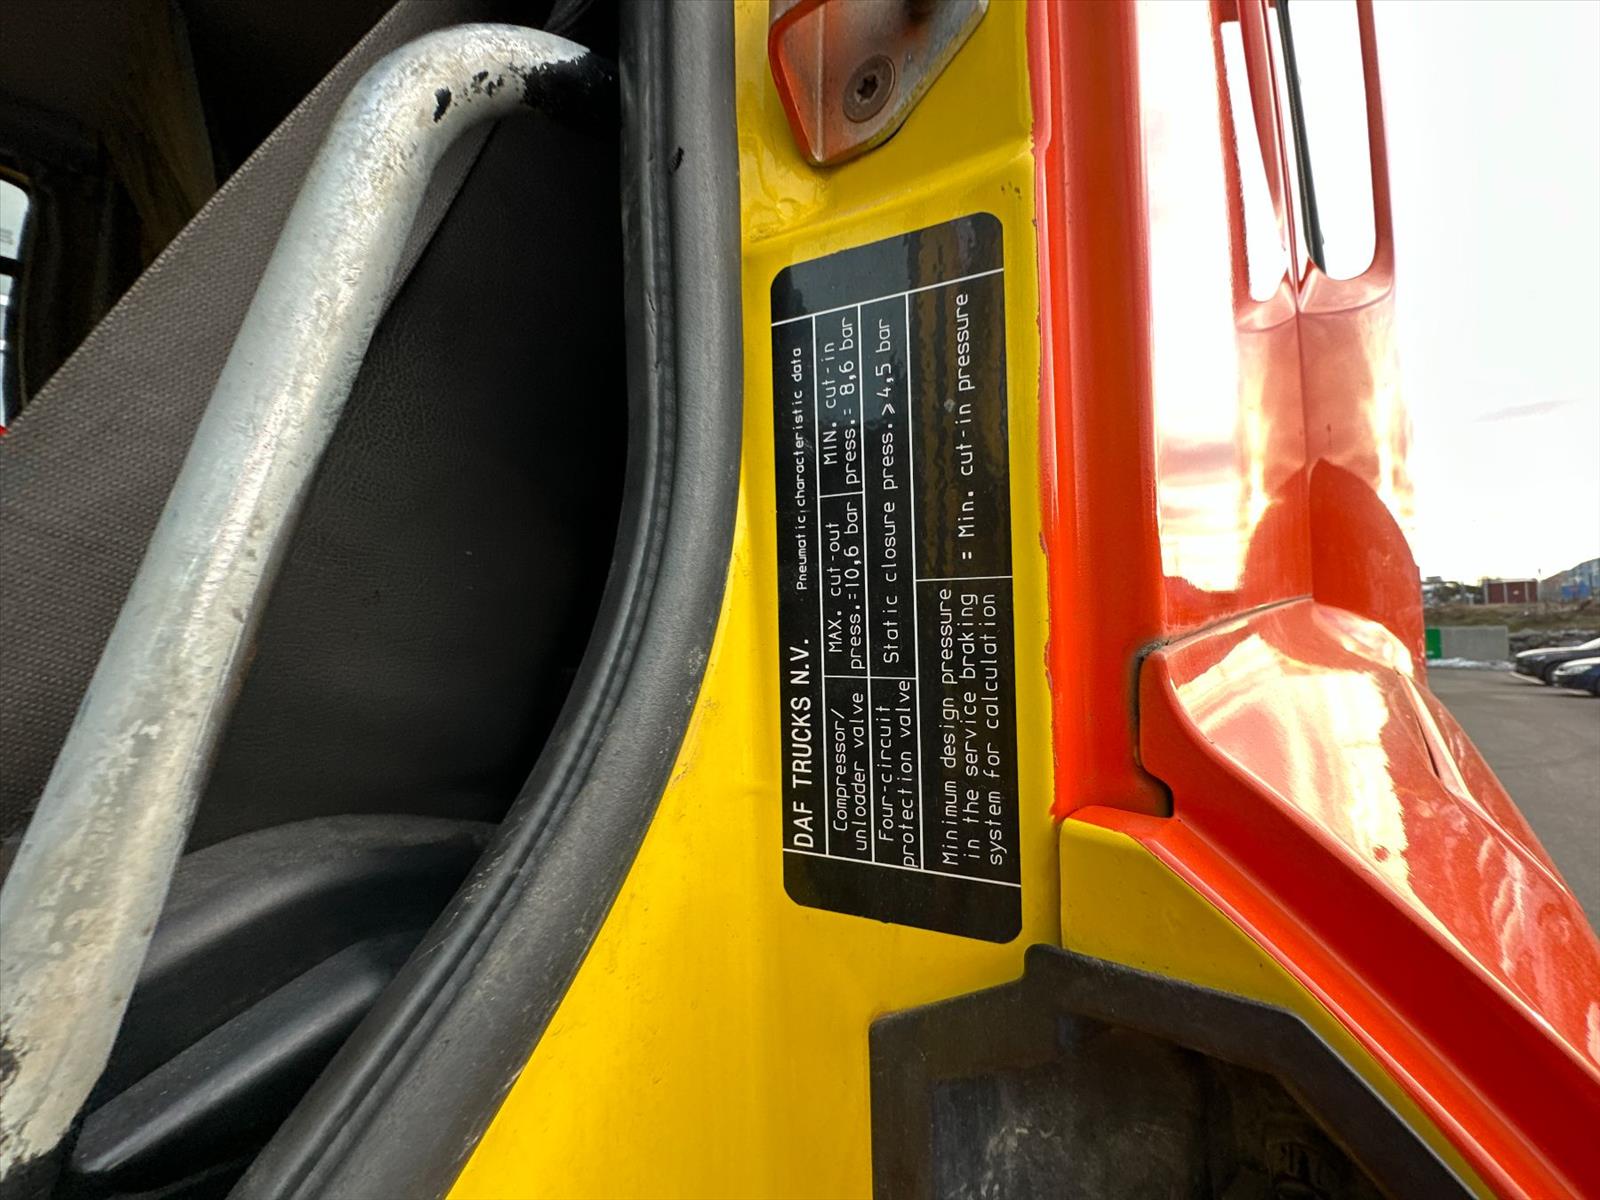 DAF TRUCKS N.V. Pneumatic characteristic data
Compressor/ MAX. cut-out MIN. cut-in
unloader valve press.=10,6 bar press.= 8,6 bar
Four-circuit Static closure press. ⩾ 4,5 bar
protection valve
Minimum design pressure
in the service braking = Min. cut-in pressure
system for calculation